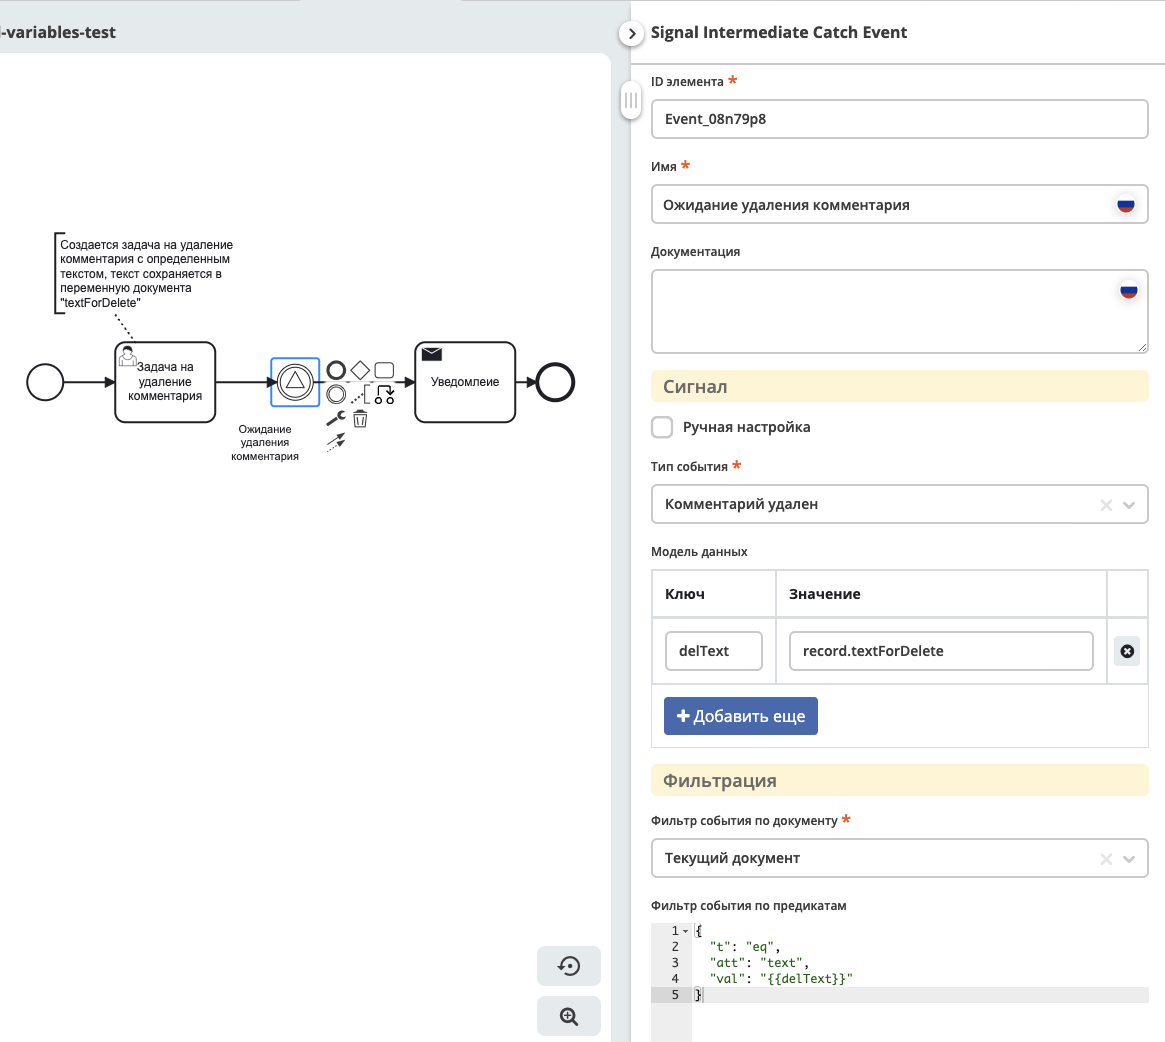 l-variables-test
Создается задача на удаление
комментария с определенным
текстом, текст сохраняется в
переменную документа
"textForDelete"
Задача на
удаление
комментария
Ожидание
удаления
комментария
Уведомлеие
Signal Intermediate Catch Event
ID элемента *
Event_08n79p8
Имя *
Ожидание удаления комментария
Документация
Сигнал
Ручная настройка
Тип события *
Комментарий удален
Модель данных
Ключ Значение
delText record.textForDelete
Добавить еще
Фильтрация
Фильтр события по документу *
Текущий документ
Фильтр события по предикатам
1 {
2 "t": "eq",
3 "att": "text",
4 "val": "{{delText}}"
5 }